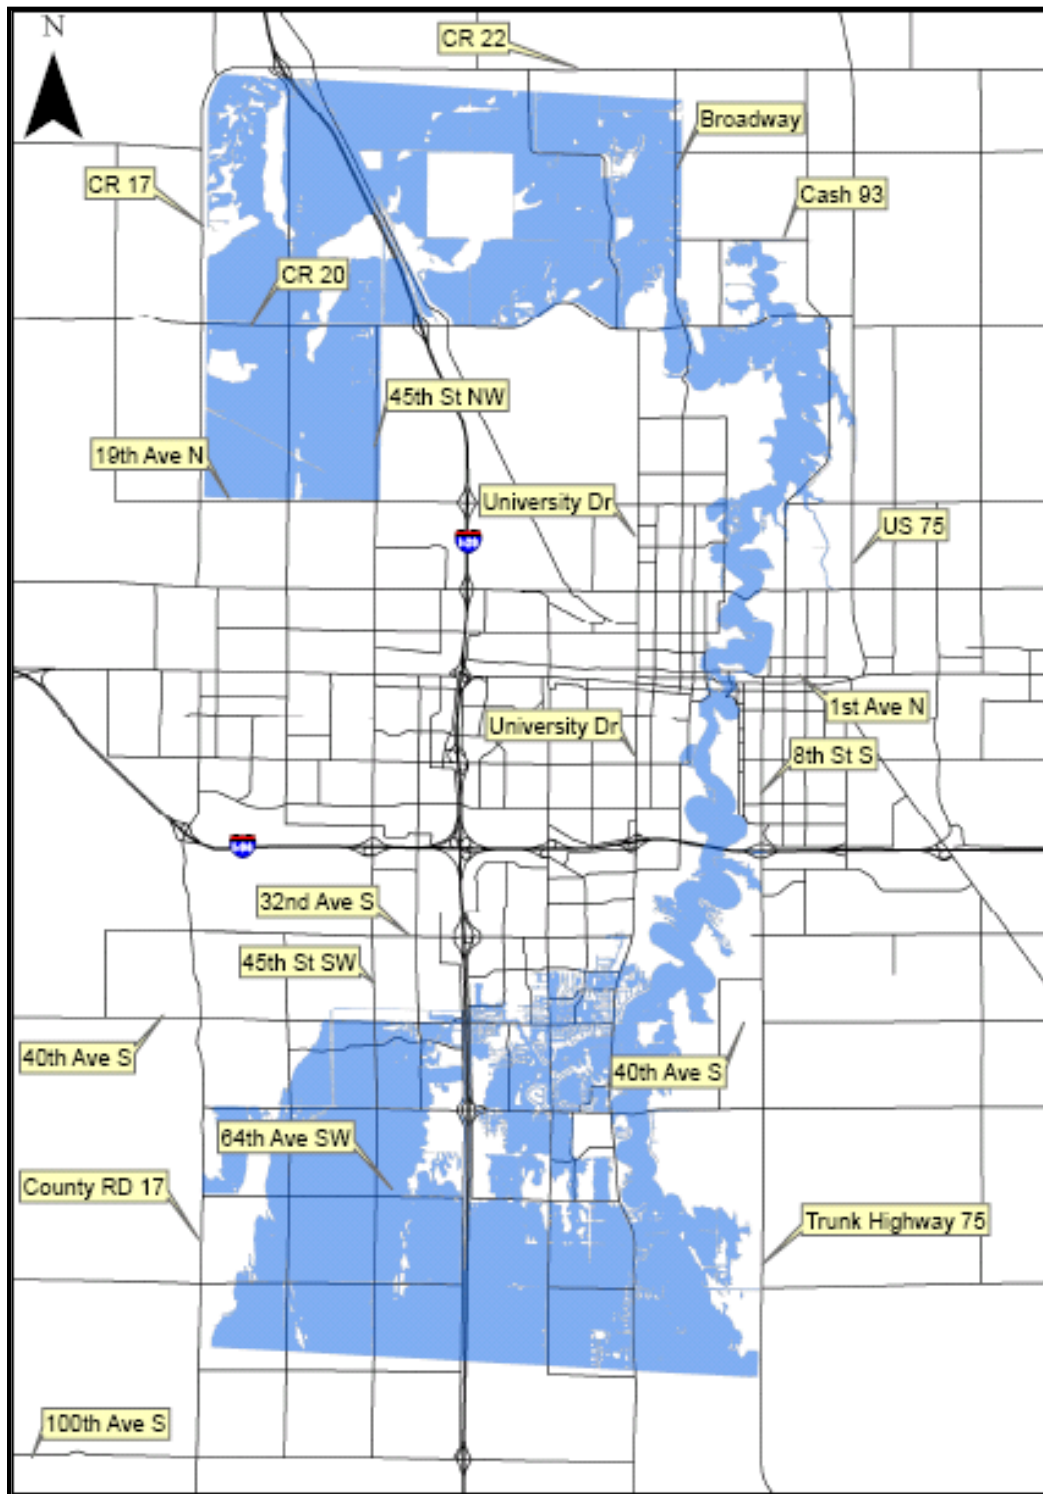 N
CR 22
Broadway
CR 17
Cash 93
CR 20
45th St NW
19th Ave N
University Dr
US 75
1st Ave N
University Dr
8th St S
32nd Ave S
45th St SW
40th Ave S
40th Ave S
64th Ave SW
County RD 17
Trunk Highway 75
100th Ave S